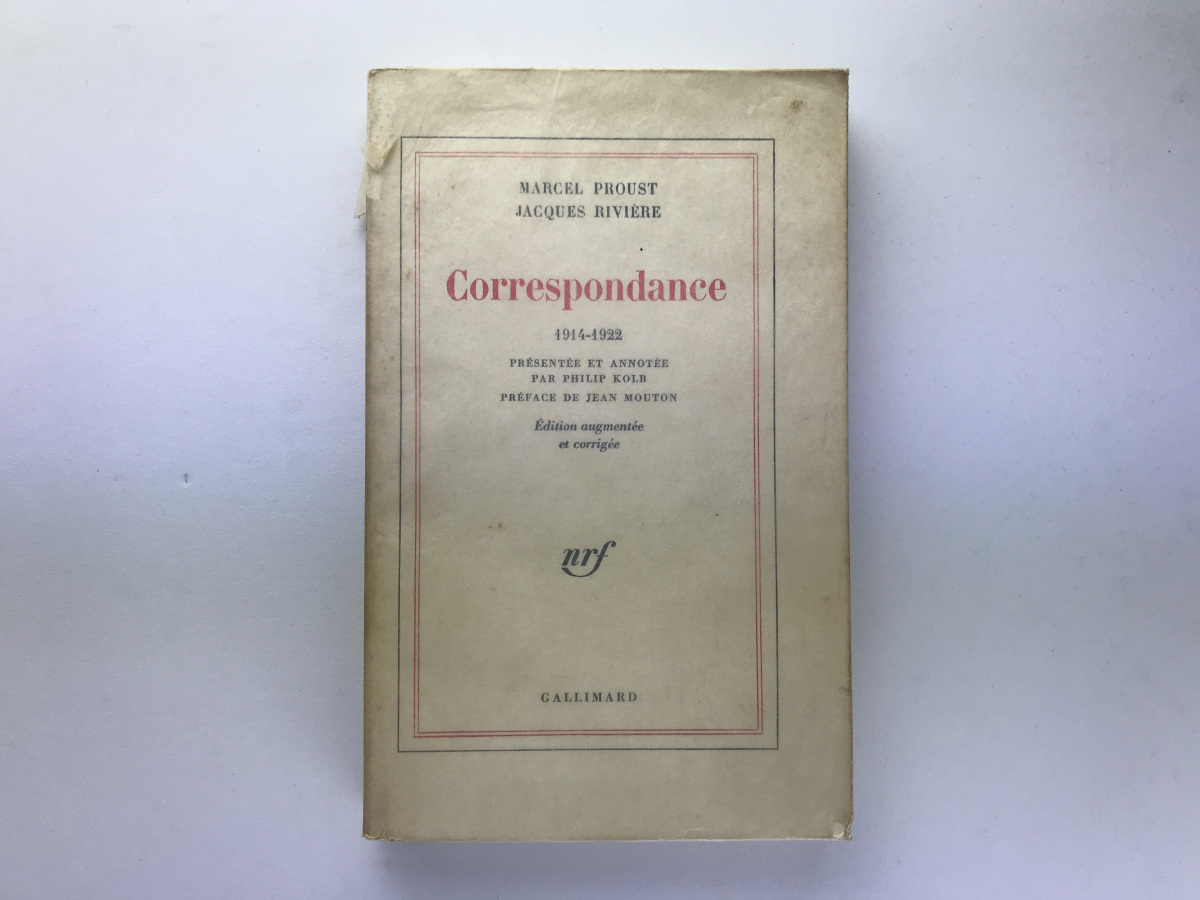 MARCEL PROUST
JACQUES RIVIÈRE
Correspondance
1914-1922
PRÉSENTÉE ET ANNOTÉE
PAR PHILIP KOLB
PRÉFACE DE JEAN MOUTON
Édition augmentée
et corrigée
nrf
GALLIMARD